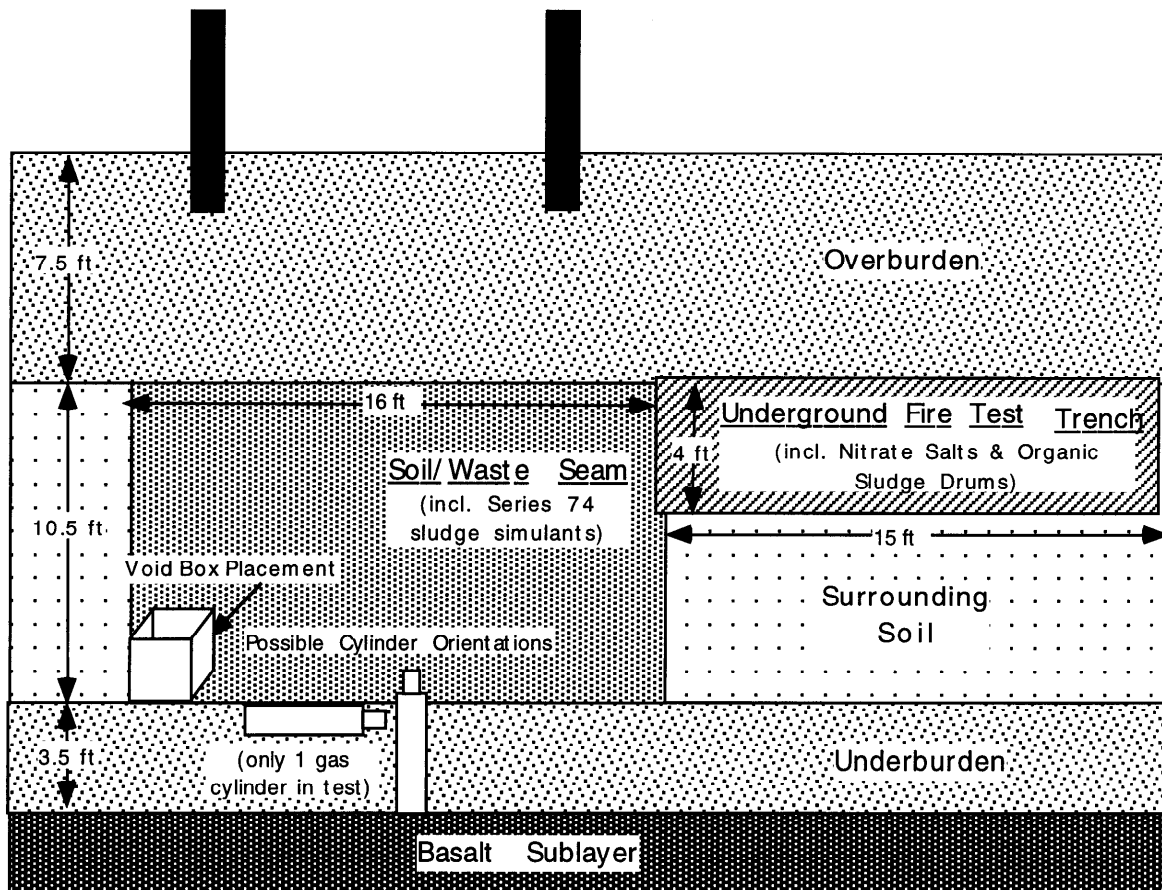 7.5 ft
Overburden
16 ft
Underground Fire Test Trench
(incl. Nitrate Salts & Organic
Sludge Drums)
4 ft
Soil/Waste Seam
(incl. Series 74
sludge simulants)
10.5 ft
15 ft
Void Box Placement
Surrounding
Soil
Possible Cylinder Orientations
3.5 ft
(only 1 gas
cylinder in test)
Underburden
Basalt Sublayer